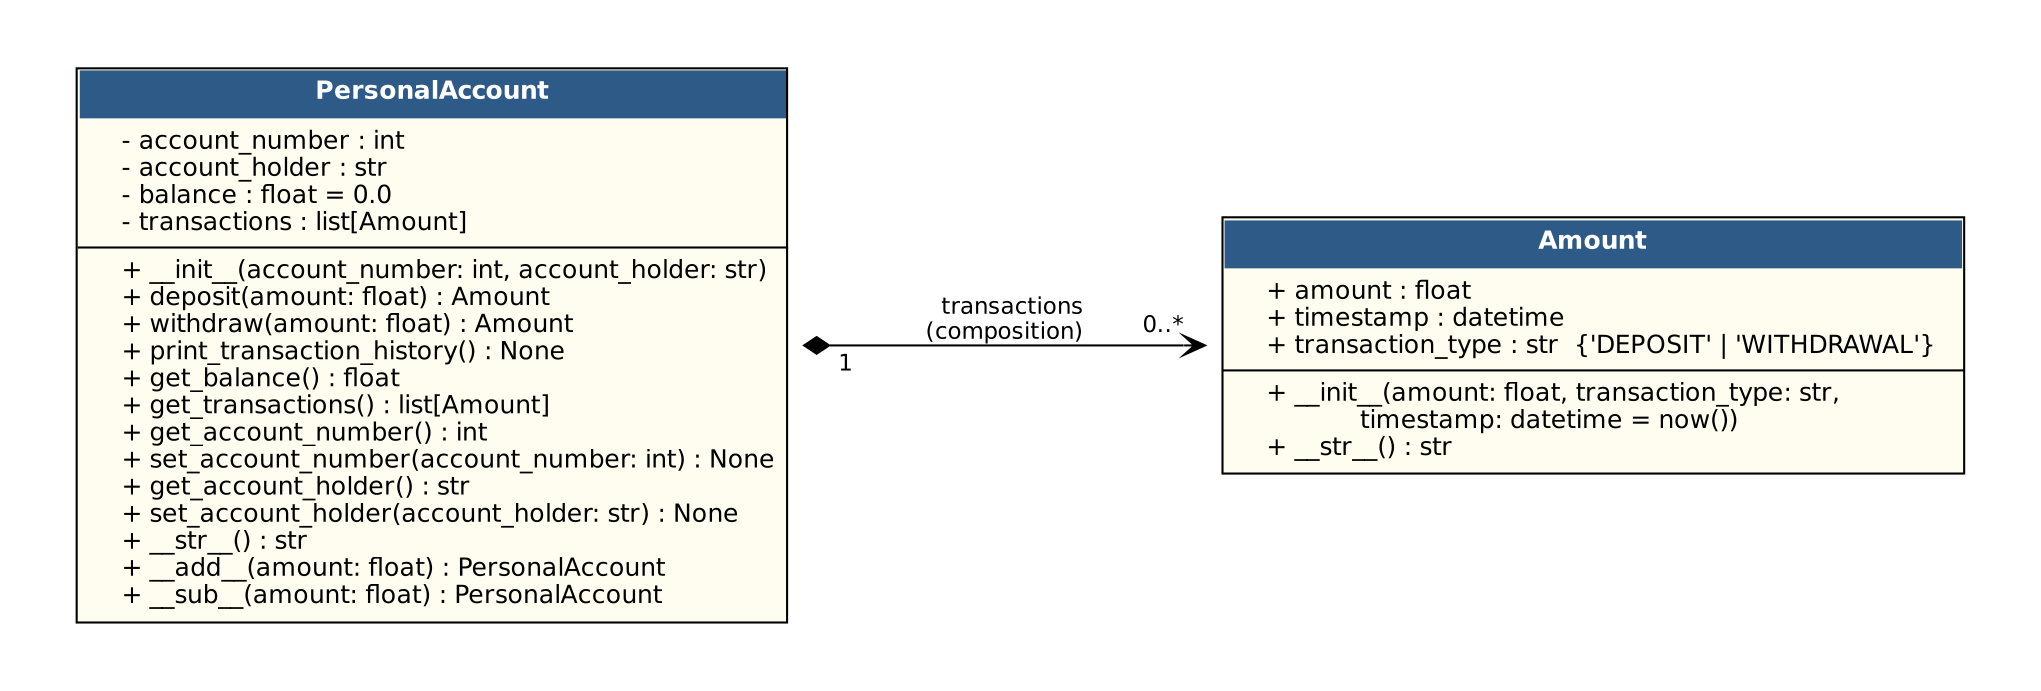 PersonalAccount
- account_number : int
- account_holder : str
- balance : float = 0.0
- transactions : list[Amount]
+ __init__(account_number: int, account_holder: str)
+ deposit(amount: float) : Amount
+ withdraw(amount: float) : Amount
+ print_transaction_history() : None
+ get_balance() : float
+ get_transactions() : list[Amount]
+ get_account_number() : int
+ set_account_number(account_number: int) : None
+ get_account_holder() : str
+ set_account_holder(account_holder: str) : None
+ __str__() : str
+ __add__(amount: float) : PersonalAccount
+ __sub__(amount: float) : PersonalAccount
transactions
(composition)
1
0..*
Amount
+ amount : float
+ timestamp : datetime
+ transaction_type : str  {'DEPOSIT' | 'WITHDRAWAL'}
+ __init__(amount: float, transaction_type: str,
timestamp: datetime = now())
+ __str__() : str